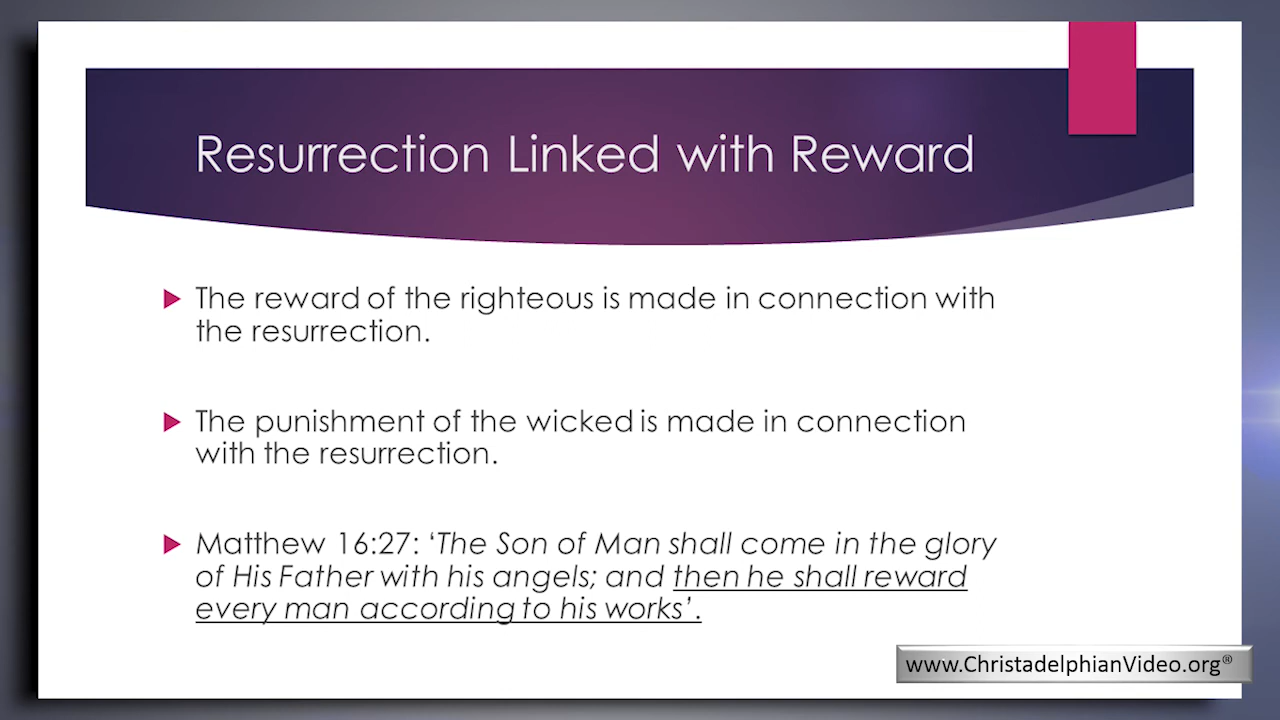 Resurrection Linked with Reward
The reward of the righteous is made in connection with
the resurrection.
The punishment of the wicked is made in connection
with the resurrection.
Matthew 16:27: ‘The Son of Man shall come in the glory
of His Father with his angels; and then he shall reward
every man according to his works’.
www.ChristadelphianVideo.org®